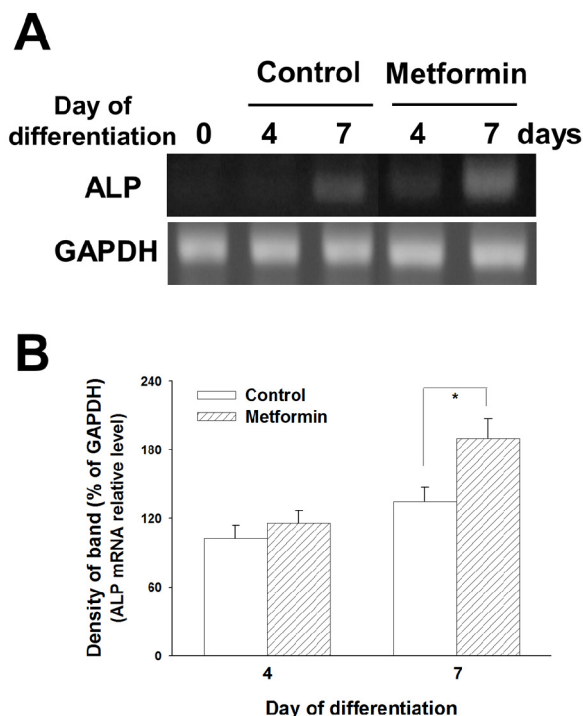 A
Control Metformin
Day of
differentiation 0 4 7 4 7 days
ALP
GAPDH
B
Density of band (% of GAPDH)
(ALP mRNA relative level)
240
180
120
60
0
Control
Metformin
*
4 7
Day of differentiation